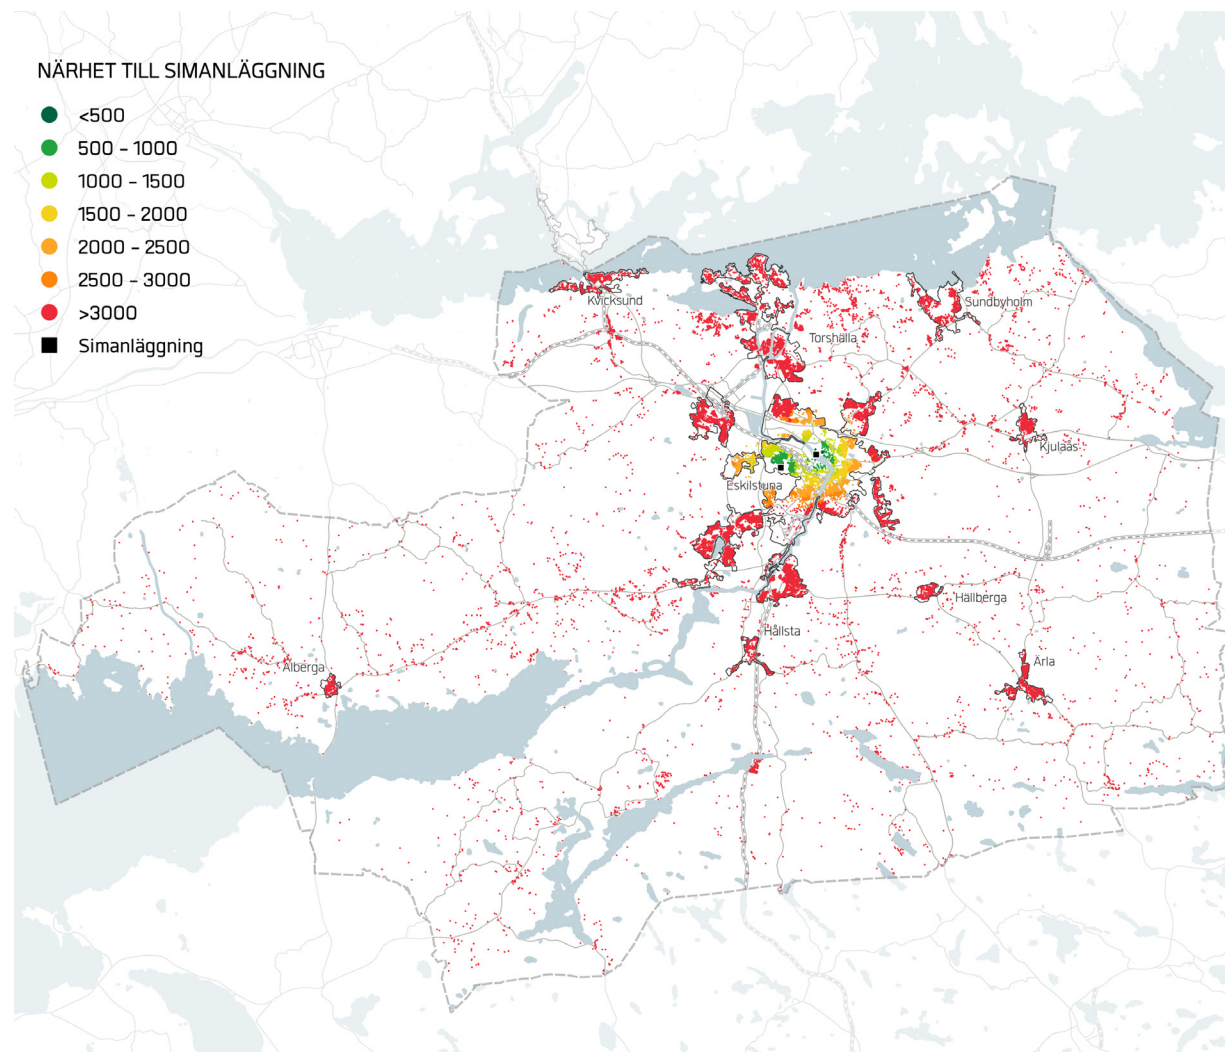 NÄRHET TILL SIMANLÄGGNING
<500
500 – 1000
1000 – 1500
1500 – 2000
2000 – 2500
2500 – 3000
>3000
Simanläggning
Kvicksund
Sundbyholm
Torshälla
Kjulaås
Eskilstuna
Hällberga
Hållsta
Ärla
Alberga